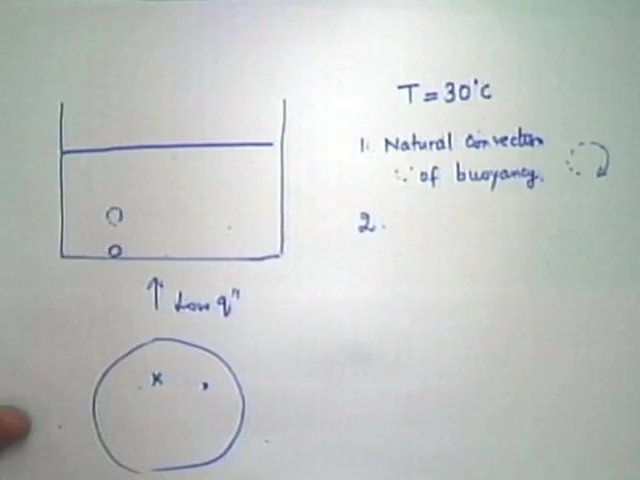 T = 30°C
1. Natural Convection
∵ of buoyancy.
2.
↑ Low q"